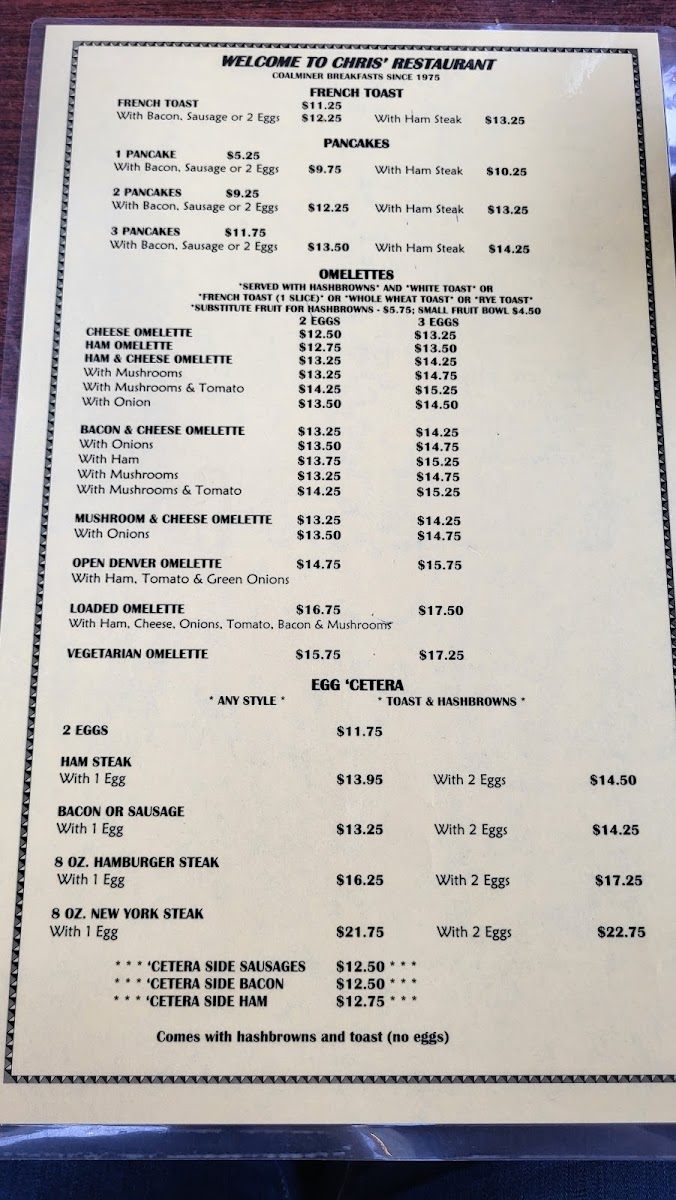 WELCOME TO CHRIS' RESTAURANT
COALMINER BREAKFASTS SINCE 1975
FRENCH TOAST
FRENCH TOAST $11.25
With Bacon, Sausage or 2 Eggs $12.25 With Ham Steak $13.25
PANCAKES
1 PANCAKE $5.25
With Bacon, Sausage or 2 Eggs $9.75 With Ham Steak $10.25
2 PANCAKES $9.25
With Bacon, Sausage or 2 Eggs $12.25 With Ham Steak $13.25
3 PANCAKES $11.75
With Bacon, Sausage or 2 Eggs $13.50 With Ham Steak $14.25
OMELETTES
*SERVED WITH HASHBROWNS* AND *WHITE TOAST* OR
*FRENCH TOAST (1 SLICE)* OR *WHOLE WHEAT TOAST* OR *RYE TOAST*
*SUBSTITUTE FRUIT FOR HASHBROWNS - $5.75; SMALL FRUIT BOWL $4.50
2 EGGS 3 EGGS
CHEESE OMELETTE $12.50 $13.25
HAM OMELETTE $12.75 $13.50
HAM & CHEESE OMELETTE $13.25 $14.25
With Mushrooms $13.25 $14.75
With Mushrooms & Tomato $14.25 $15.25
With Onion $13.50 $14.50
BACON & CHEESE OMELETTE $13.25 $14.25
With Onions $13.50 $14.75
With Ham $13.75 $15.25
With Mushrooms $13.25 $14.75
With Mushrooms & Tomato $14.25 $15.25
MUSHROOM & CHEESE OMELETTE $13.25 $14.25
With Onions $13.50 $14.75
OPEN DENVER OMELETTE $14.75 $15.75
With Ham, Tomato & Green Onions
LOADED OMELETTE $16.75 $17.50
With Ham, Cheese, Onions, Tomato, Bacon & Mushrooms
VEGETARIAN OMELETTE $15.75 $17.25
EGG 'CETERA
* ANY STYLE * * TOAST & HASHBROWNS *
2 EGGS $11.75
HAM STEAK
With 1 Egg $13.95 With 2 Eggs $14.50
BACON OR SAUSAGE
With 1 Egg $13.25 With 2 Eggs $14.25
8 OZ. HAMBURGER STEAK
With 1 Egg $16.25 With 2 Eggs $17.25
8 OZ. NEW YORK STEAK
With 1 Egg $21.75 With 2 Eggs $22.75
* * * 'CETERA SIDE SAUSAGES $12.50 * * *
* * * 'CETERA SIDE BACON $12.50 * * *
* * * 'CETERA SIDE HAM $12.75 * * *
Comes with hashbrowns and toast (no eggs)